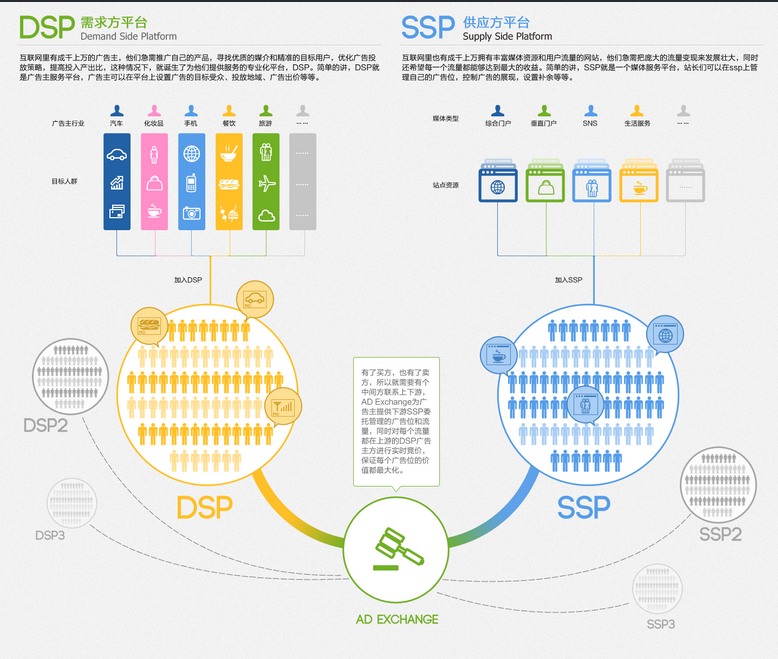 DSP 需求方平台
Demand Side Platform
互联网里有成千上万的广告主，他们急需推广自己的产品，寻找优质的媒介和精准的目标用户，优化广告投
放策略，提高投入产出比，这种情况下，就诞生了为他们提供服务的专业化平台，DSP。简单的讲，DSP就
是广告主服务平台，广告主可以在平台上设置广告的目标受众、投放地域、广告出价等等。
广告主行业
汽车
化妆品
手机
餐饮
旅游
... ...
目标人群
......
......
......
加入DSP
SSP 供应方平台
Supply Side Platform
互联网里也有成千上万拥有丰富媒体资源和用户流量的网站，他们急需把庞大的流量变现来发展壮大，同时
还希望每一个流量都能够达到最大的收益。简单的讲，SSP就是一个媒体服务平台，站长们可以在ssp上管
理自己的广告位，控制广告的展现，设置补余等等。
媒体类型
综合门户
垂直门户
SNS
生活服务
... ...
站点资源
......
加入SSP
有了买方，也有了卖
方，所以就需要有个
中间方联系上下游，
AD Exchange为广
告主提供下游SSP委
托管理的广告位和流
量，同时对每个流量
都在上游的DSP广告
主方进行实时竞价，
保证每个广告位的价
值都最大化。
DSP2
DSP
DSP3
SSP
SSP2
SSP3
AD EXCHANGE